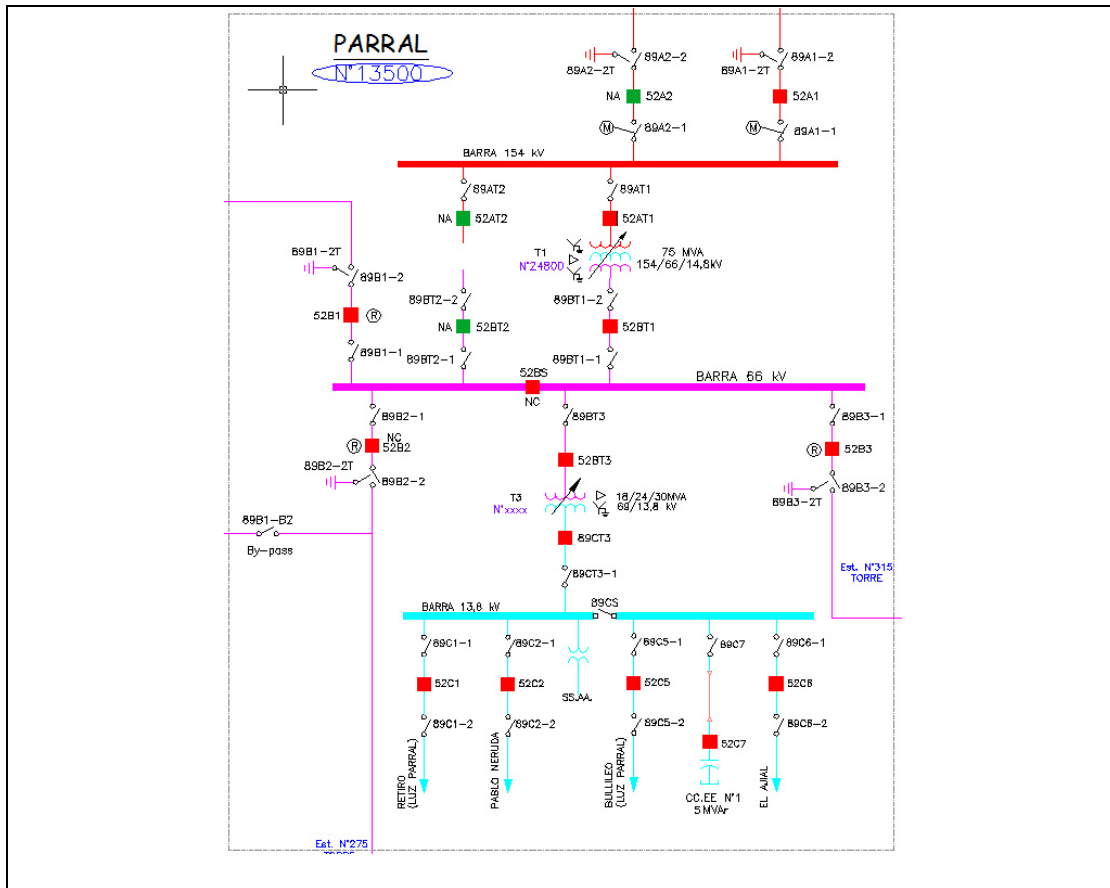 PARRAL
N°13500
89A2-2
89A1-2
89A2-2T
89A1-2T
NA
52A2
52A1
M
89A2-1
M
89A1-1
BARRA 154 kV
89AT2
89AT1
NA
52AT2
52AT1
T1
N°24800
75 MVA
154/66/14,8kV
89B1-2T
89B1-2
89BT2-2
89BT1-2
52B1
R
NA
52BT2
52BT1
89B1-1
89BT2-1
89BT1-1
52BS
NC
BARRA 66 kV
89B2-1
89BT3
89B3-1
R
NC
52B2
52BT3
R
52B3
89B2-2T
89B2-2
89B3-2T
89B3-2
T3
N°xxxx
18/24/30MVA
69/13,8 kV
89B1-B2
By-pass
89CT3
89CT3-1
Est. N°315
TORRE
BARRA 13,8 kV
89CS
89C1-1
89C2-1
89C5-1
89C7
89C6-1
52C1
52C2
SS.AA.
52C5
52C6
89C1-2
89C2-2
89C5-2
52C7
89C6-2
RETIRO
(LUZ PARRAL)
PABLO NERUDA
BULLILEO
(LUZ PARRAL)
CC.EE N°1
5MVAr
EL AJIAL
Est. N°275
TORRE